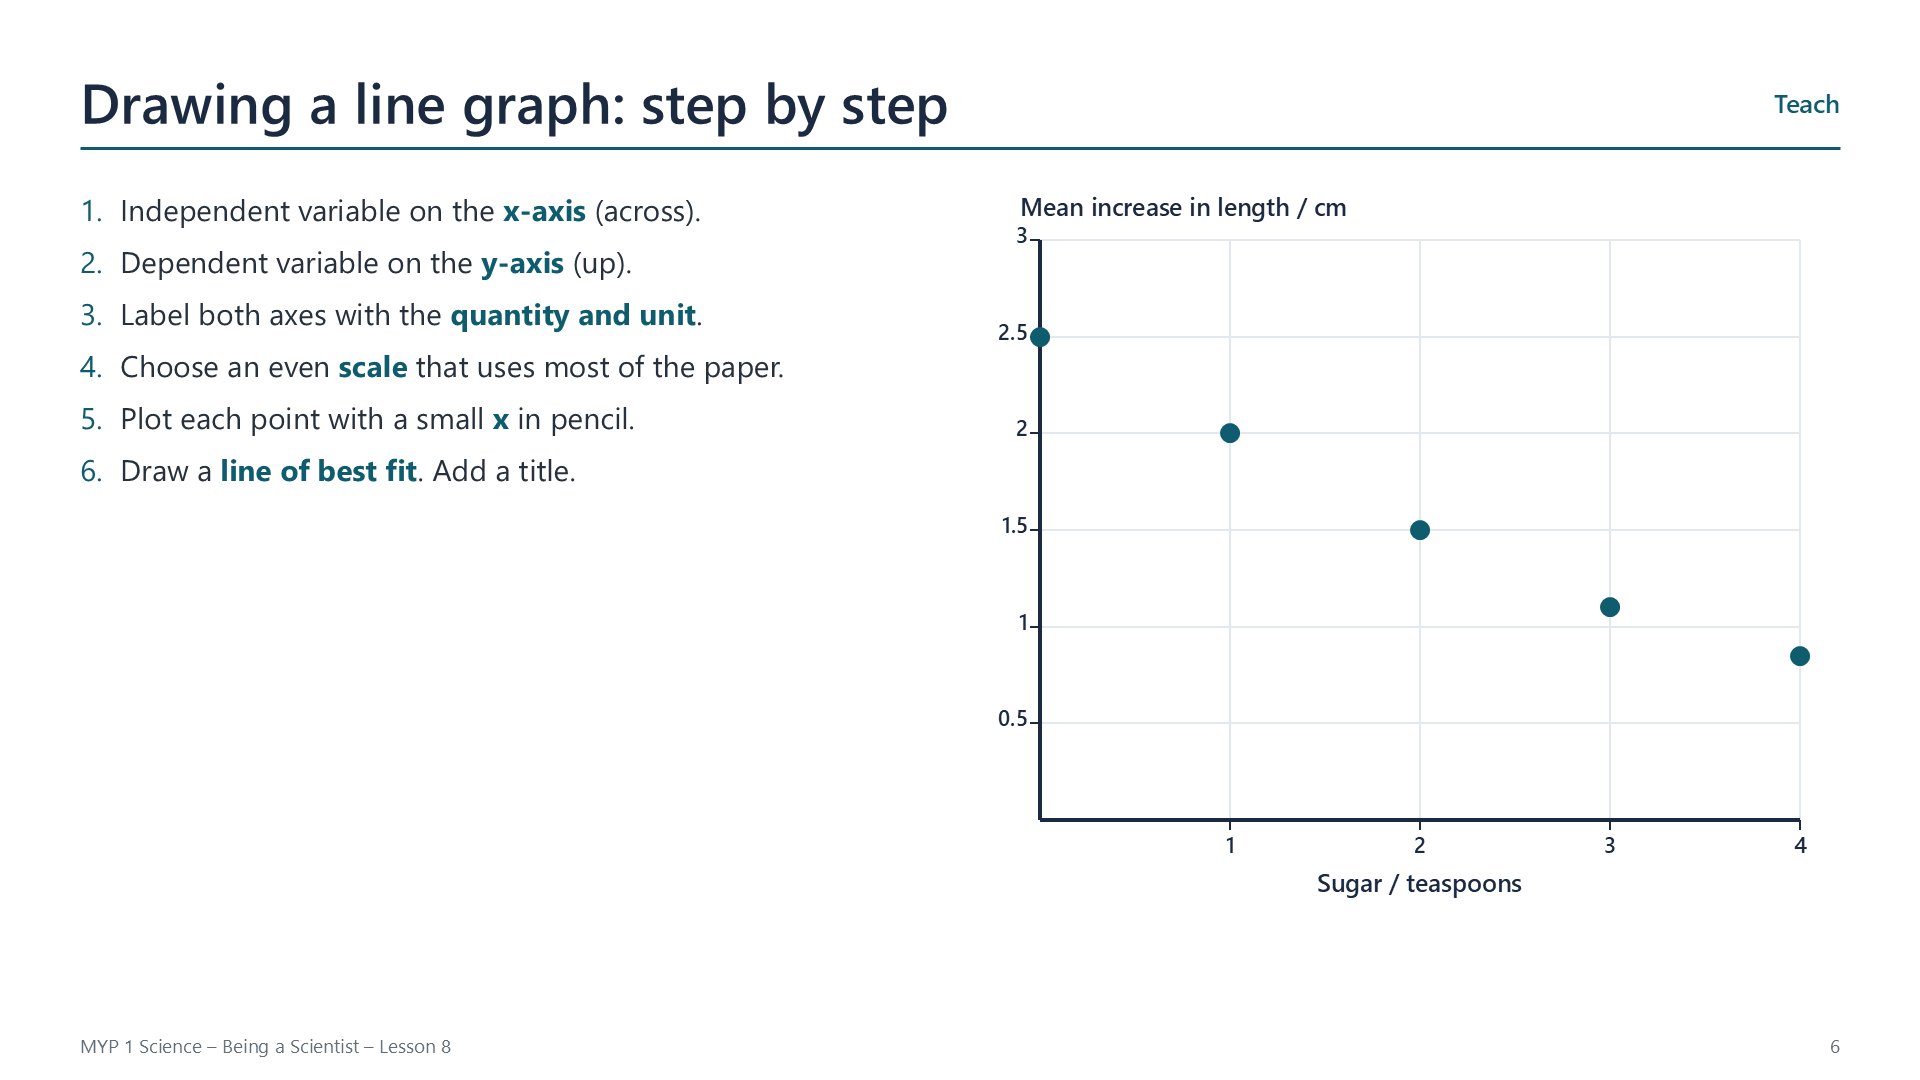 Drawing a line graph: step by step
Teach
1. Independent variable on the x-axis (across).
2. Dependent variable on the y-axis (up).
3. Label both axes with the quantity and unit.
4. Choose an even scale that uses most of the paper.
5. Plot each point with a small x in pencil.
6. Draw a line of best fit. Add a title.
Mean increase in length / cm
3
2.5
2
1.5
1
0.5
1 2 3 4
Sugar / teaspoons
MYP 1 Science – Being a Scientist – Lesson 8
6